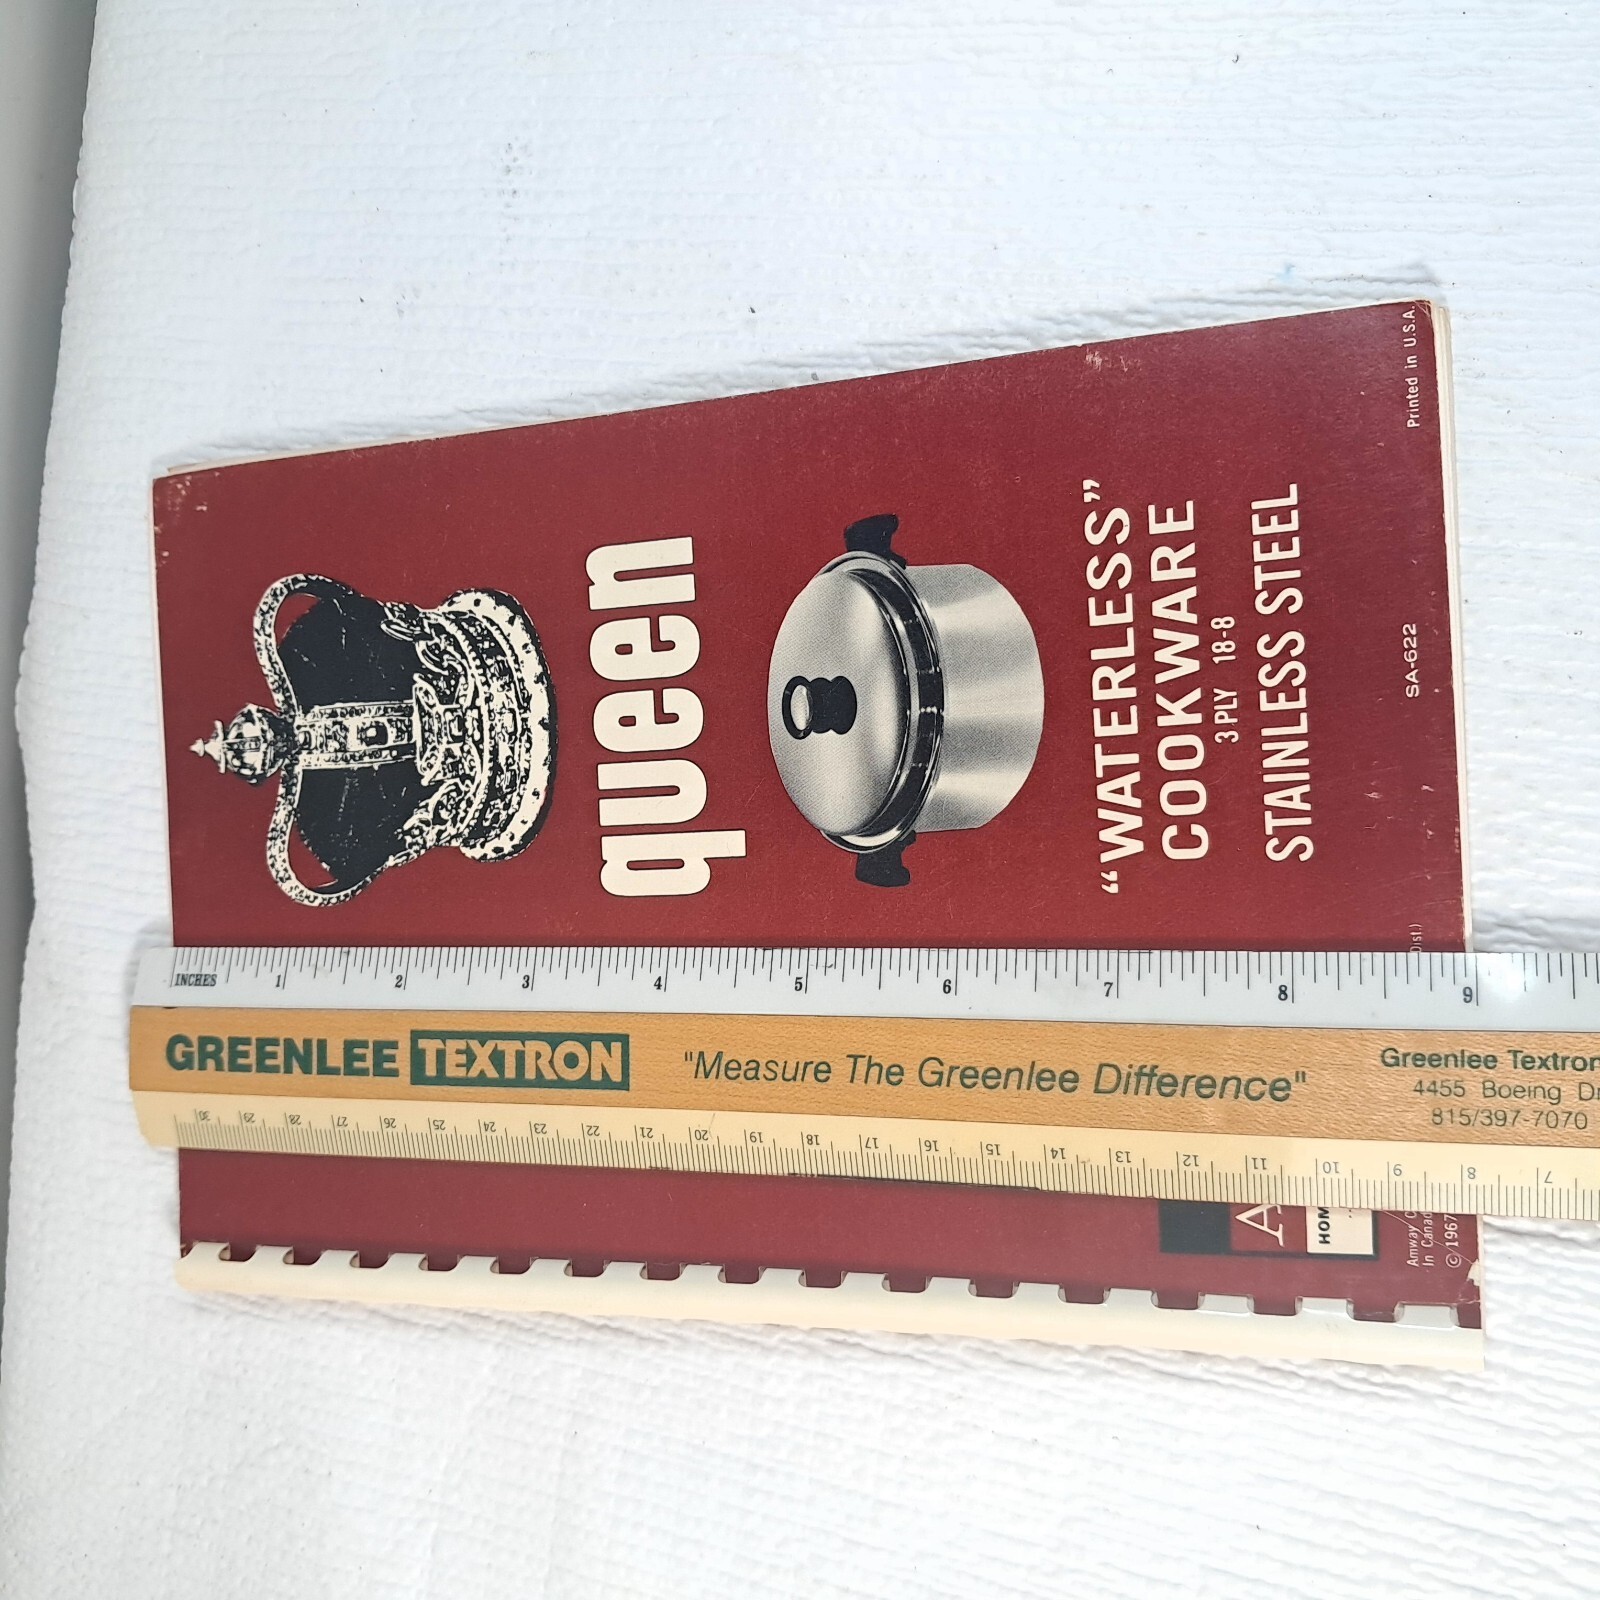 queen
“WATERLESS”
COOKWARE
3 PLY 18-8
STAINLESS STEEL
SA-622
Printed in U.S.A.
Dist.)
INCHES 1 2 3 4 5 6 7 8 9
GREENLEE TEXTRON
"Measure The Greenlee Difference"
Greenlee Textron
4455 Boeing Dr
815/397-7070
30 29 28 27 26 25 24 23 22 21 20 19 18 17 16 15 14 13 12 11 10 9 8 7
A
HOM
Amway C
In Canad
© 1967